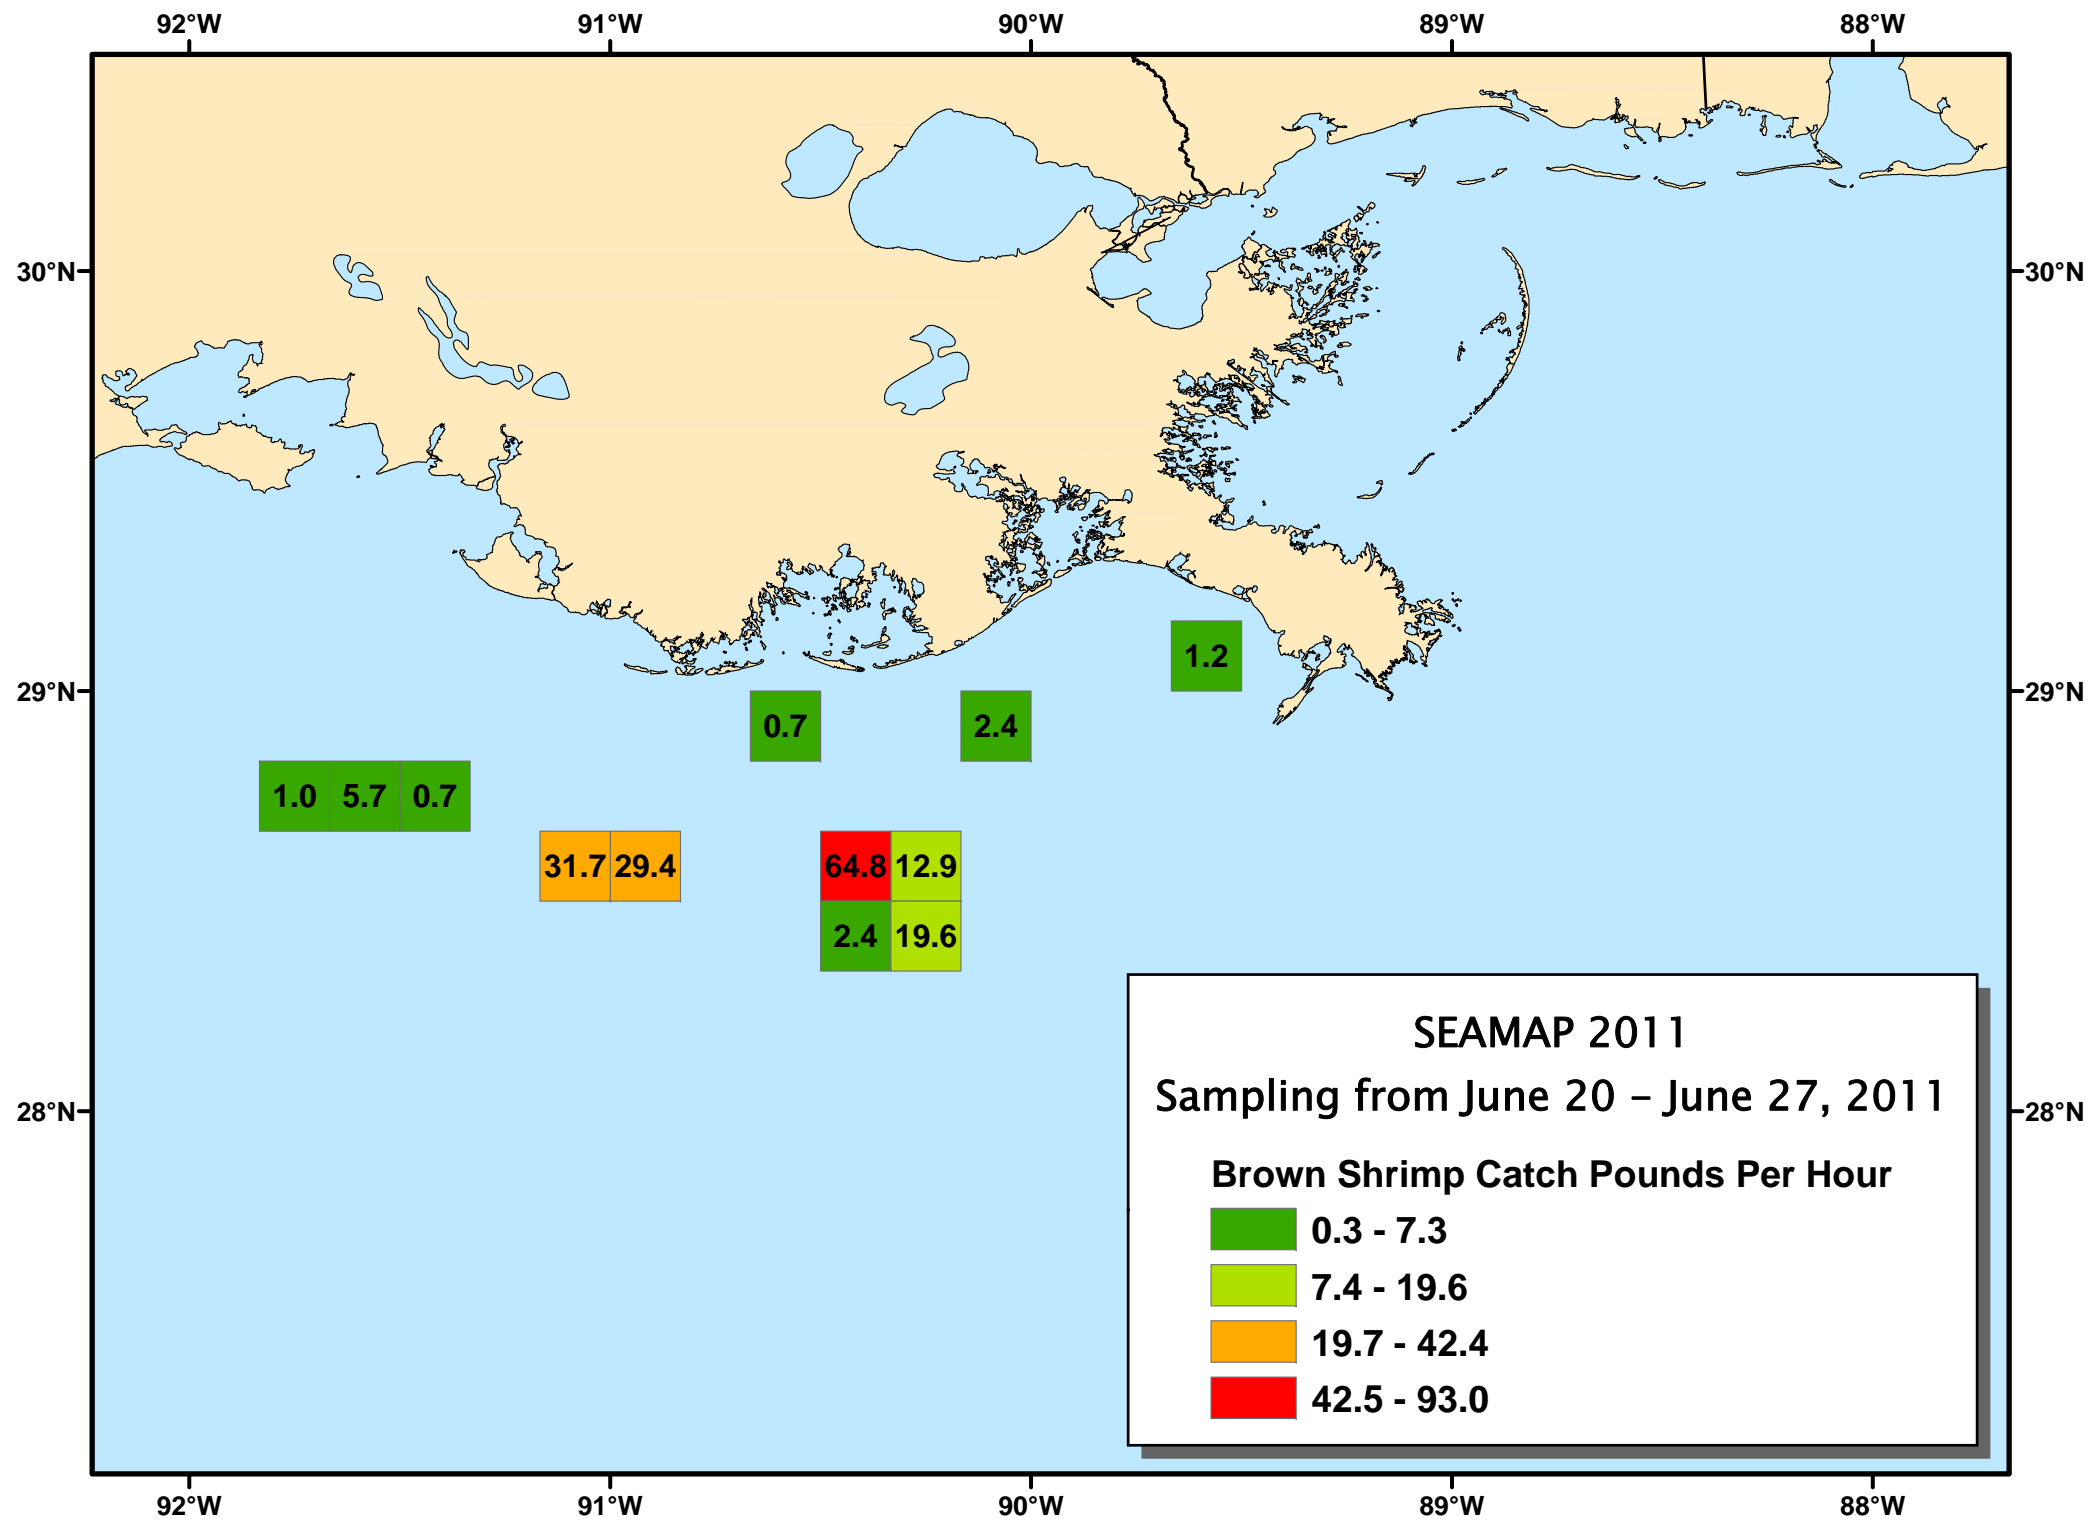 92°W 91°W 90°W 89°W 88°W
30°N 30°N
1.2
29°N 29°N
0.7 2.4
1.0 5.7 0.7
31.7 29.4 64.8 12.9
2.4 19.6
SEAMAP 2011
Sampling from June 20 – June 27, 2011
28°N 28°N
Brown Shrimp Catch Pounds Per Hour
0.3 - 7.3
7.4 - 19.6
19.7 - 42.4
42.5 - 93.0
92°W 91°W 90°W 89°W 88°W